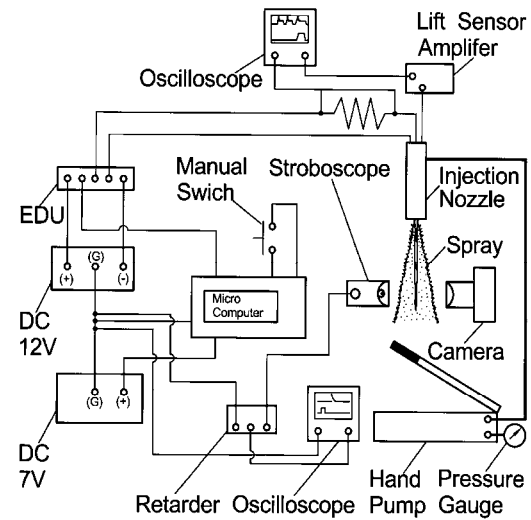 Lift Sensor
Amplifer
Oscilloscope
Manual
Swich
Stroboscope
Injection
Nozzle
EDU
Spray
(G)
(+)
(-)
Micro
Computer
DC
12V
Camera
(G)
(+)
DC
7V
Hand
Pump
Pressure
Gauge
Retarder
Oscilloscope